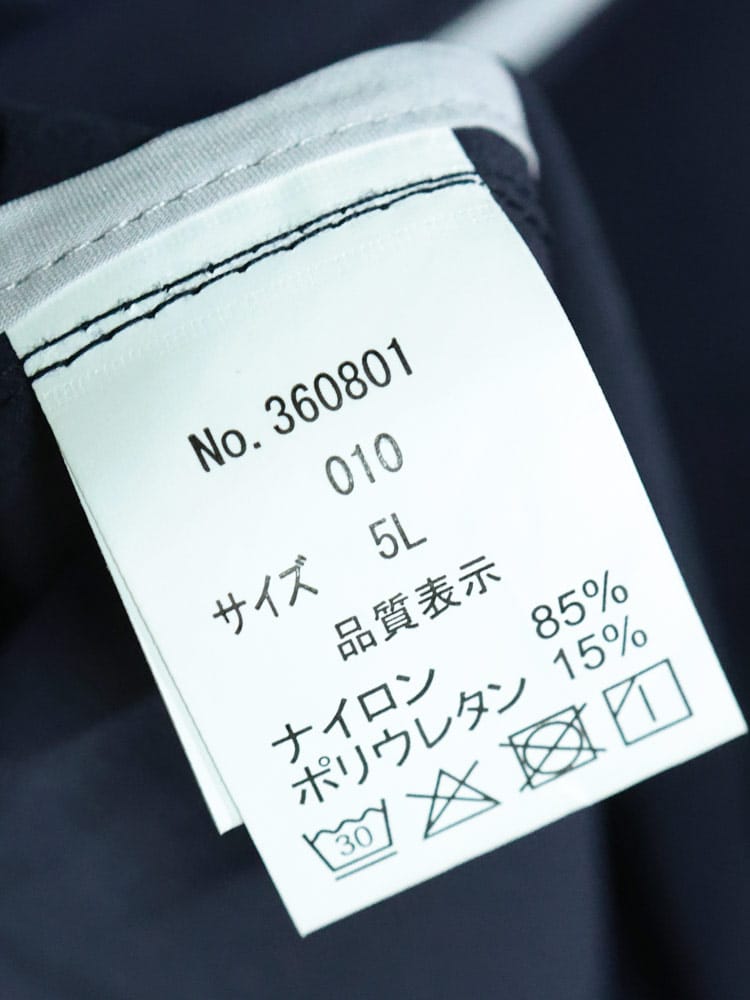 No. 360801
010
サイズ 5L
品質表示
ナイロン 85%
ポリウレタン 15%
30